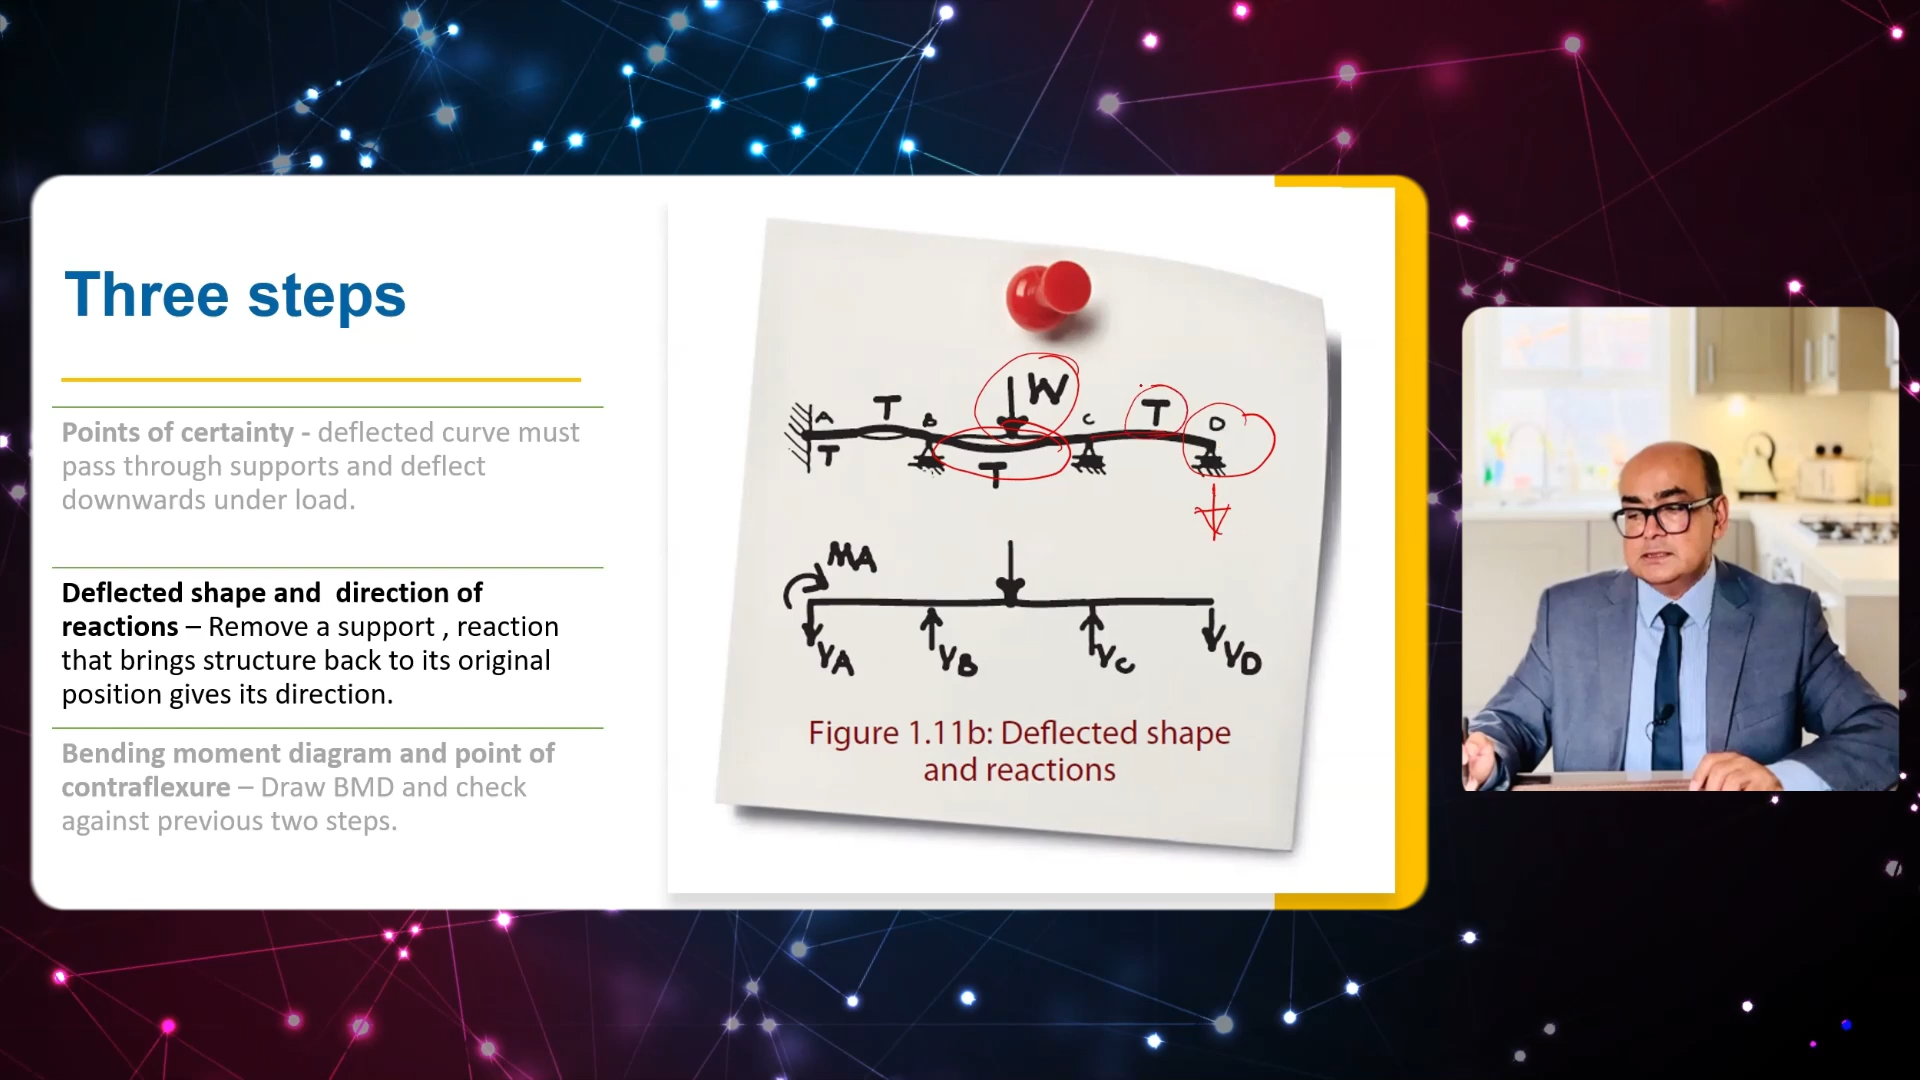 Three steps
Points of certainty - deflected curve must
pass through supports and deflect
downwards under load.
Deflected shape and  direction of
reactions – Remove a support , reaction
that brings structure back to its original
position gives its direction.
Bending moment diagram and point of
contraflexure – Draw BMD and check
against previous two steps.
W
A T B C T D
T T
MA
VA VB VC VD
Figure 1.11b: Deflected shape
and reactions